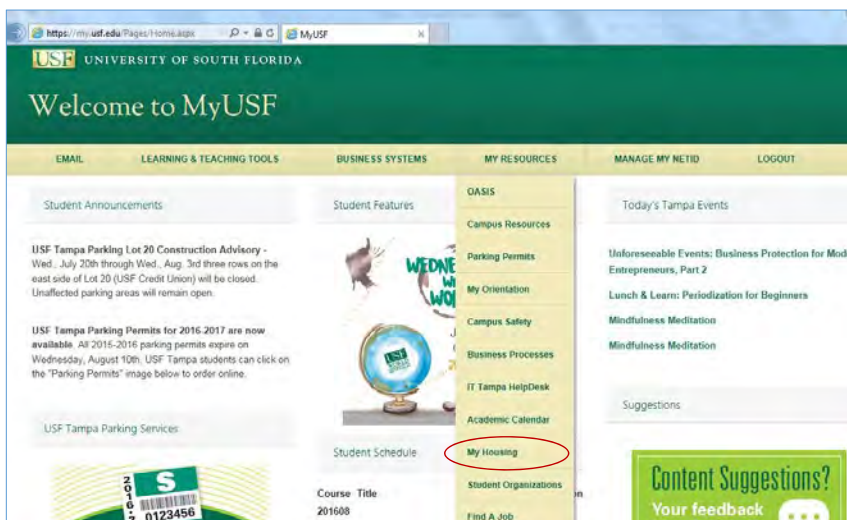 https://my.usf.edu/Pages/Home.aspx
MyUSF
USF UNIVERSITY OF SOUTH FLORIDA
Welcome to MyUSF
EMAIL LEARNING & TEACHING TOOLS BUSINESS SYSTEMS MY RESOURCES MANAGE MY NETID LOGOUT
Student Announcements
USF Tampa Parking Lot 20 Construction Advisory -
Wed., July 20th through Wed., Aug. 3rd three rows on the
east side of Lot 20 (USF Credit Union) will be closed.
Unaffected parking areas will remain open.
USF Tampa Parking Permits for 2016-2017 are now
available. All 2015-2016 parking permits expire on
Wednesday, August 10th. USF Tampa students can click on
the "Parking Permits" image below to order online.
USF Tampa Parking Services
S
2016-2
0123456
Student Features
WEDNE
WO
USF
Student Schedule
Course Title
201608
OASIS
Campus Resources
Parking Permits
My Orientation
Campus Safety
Business Processes
IT Tampa HelpDesk
Academic Calendar
My Housing
Student Organizations
Find A Job
Today's Tampa Events
Unforeseeable Events: Business Protection for Mod
Entrepreneurs, Part 2
Lunch & Learn: Periodization for Beginners
Mindfulness Meditation
Mindfulness Meditation
Suggestions
Content Suggestions?
Your feedback